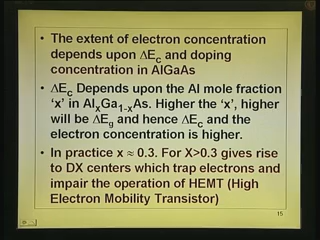 • The extent of electron concentration
depends upon ΔEc and doping
concentration in AlGaAs
• ΔEc Depends upon the Al mole fraction
'x' in AlxGa1-xAs. Higher the 'x', higher
will be ΔEg and hence ΔEc and the
electron concentration is higher.
• In practice x ≈ 0.3. For X>0.3 gives rise
to DX centers which trap electrons and
impair the operation of HEMT (High
Electron Mobility Transistor)
15